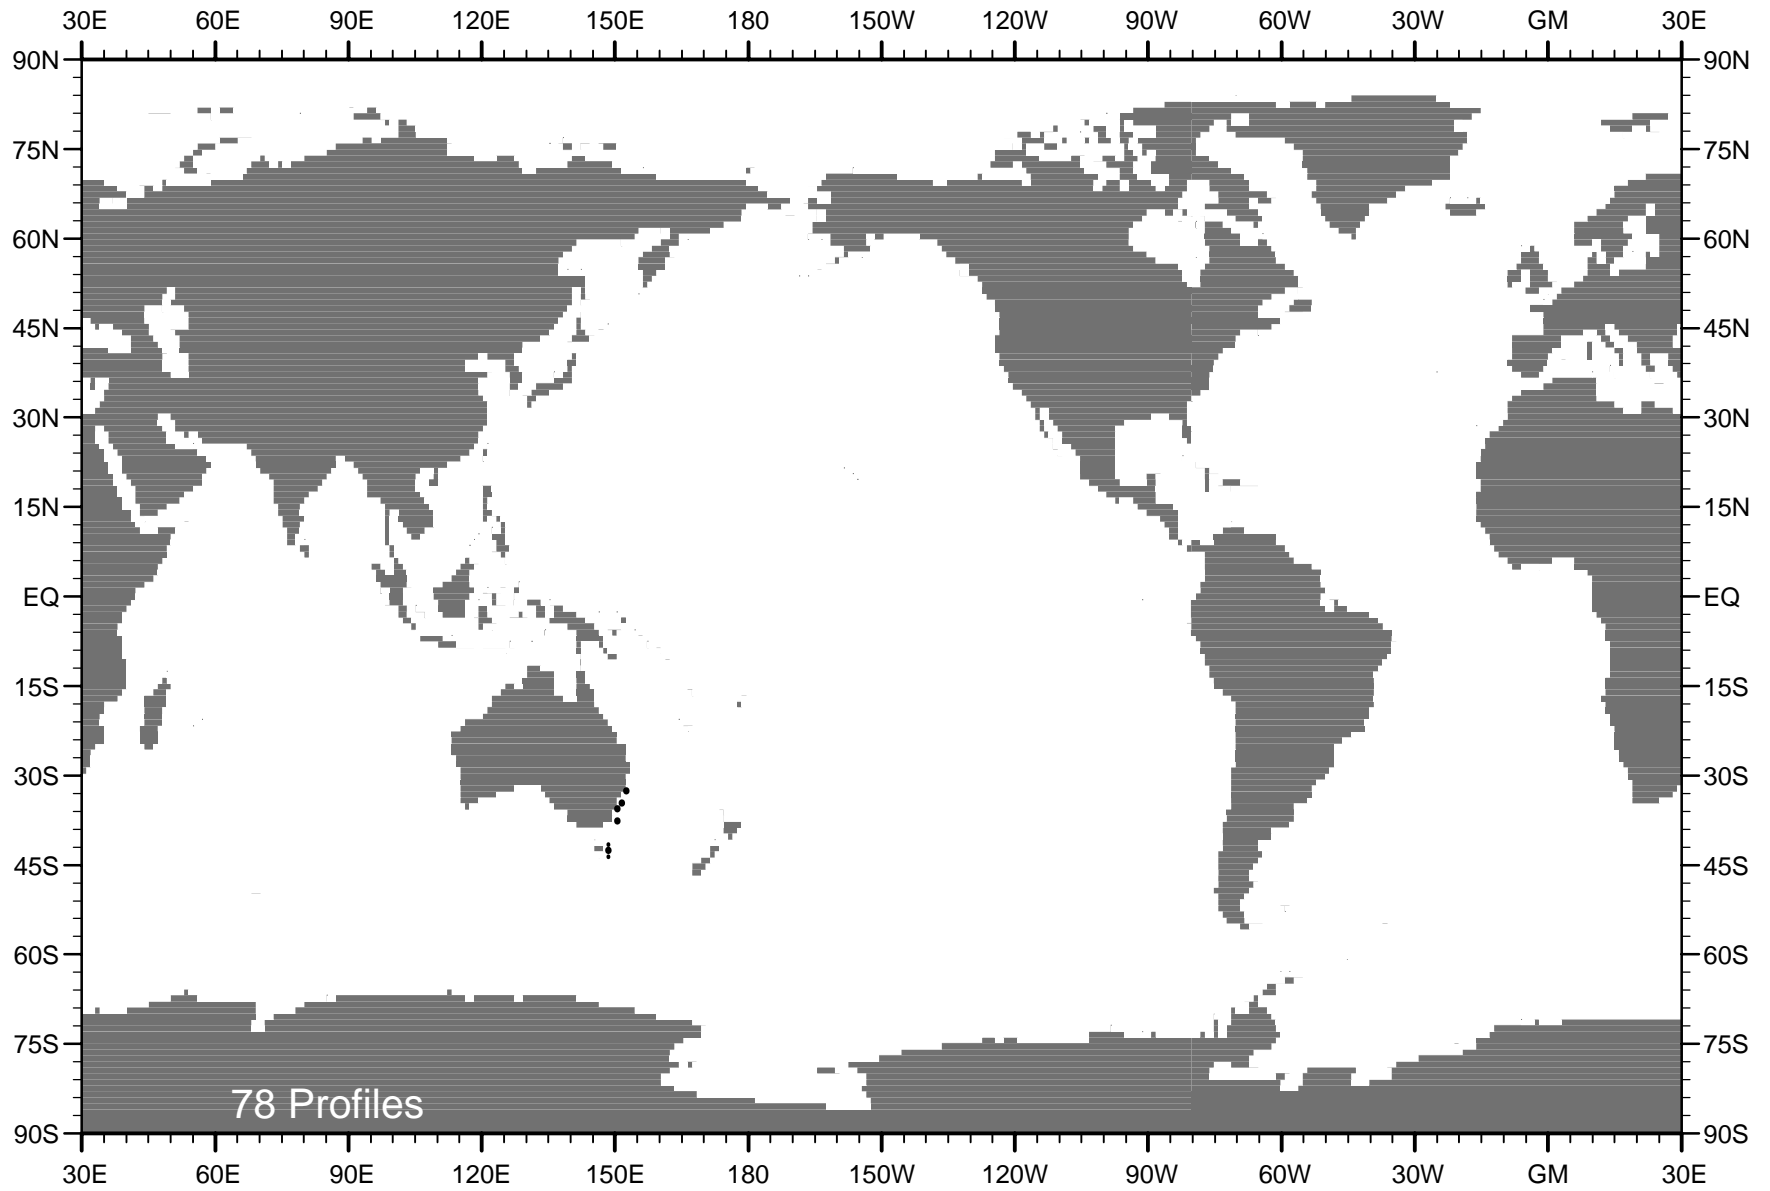 30E 60E 90E 120E 150E 180 150W 120W 90W 60W 30W GM 30E
90N 90N
75N 75N
60N 60N
45N 45N
30N 30N
15N 15N
EQ EQ
15S 15S
30S 30S
45S 45S
60S 60S
75S 75S
78 Profiles
90S 90S
30E 60E 90E 120E 150E 180 150W 120W 90W 60W 30W GM 30E